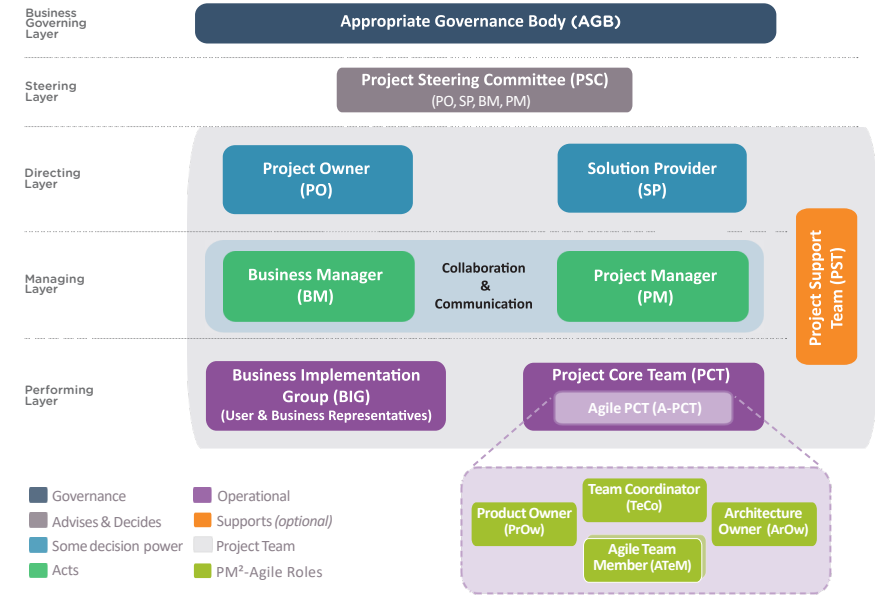 Business
Governing
Layer
Appropriate Governance Body (AGB)
Steering
Layer
Project Steering Committee (PSC)
(PO, SP, BM, PM)
Directing
Layer
Project Owner
(PO)
Solution Provider
(SP)
Project Support
Team (PST)
Managing
Layer
Business Manager
(BM)
Collaboration
&
Communication
Project Manager
(PM)
Performing
Layer
Business Implementation
Group (BIG)
(User & Business Representatives)
Project Core Team (PCT)
Agile PCT (A-PCT)
Product Owner
(PrOw)
Team Coordinator
(TeCo)
Architecture
Owner (ArOw)
Agile Team
Member (ATeM)
Governance
Advises & Decides
Some decision power
Acts
Operational
Supports (optional)
Project Team
PM²-Agile Roles